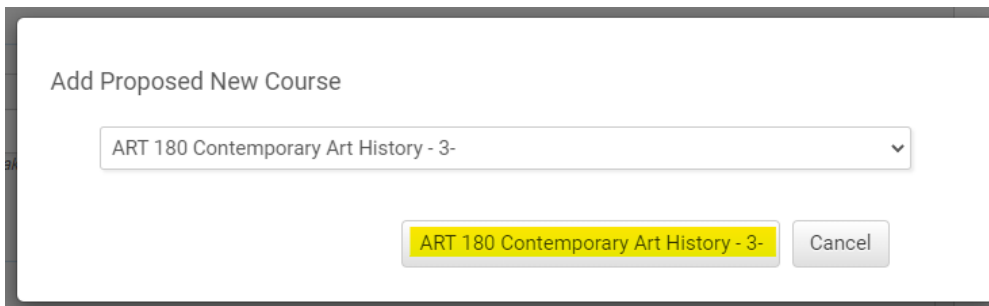 Add Proposed New Course
ART 180 Contemporary Art History - 3-
ART 180 Contemporary Art History - 3-
Cancel